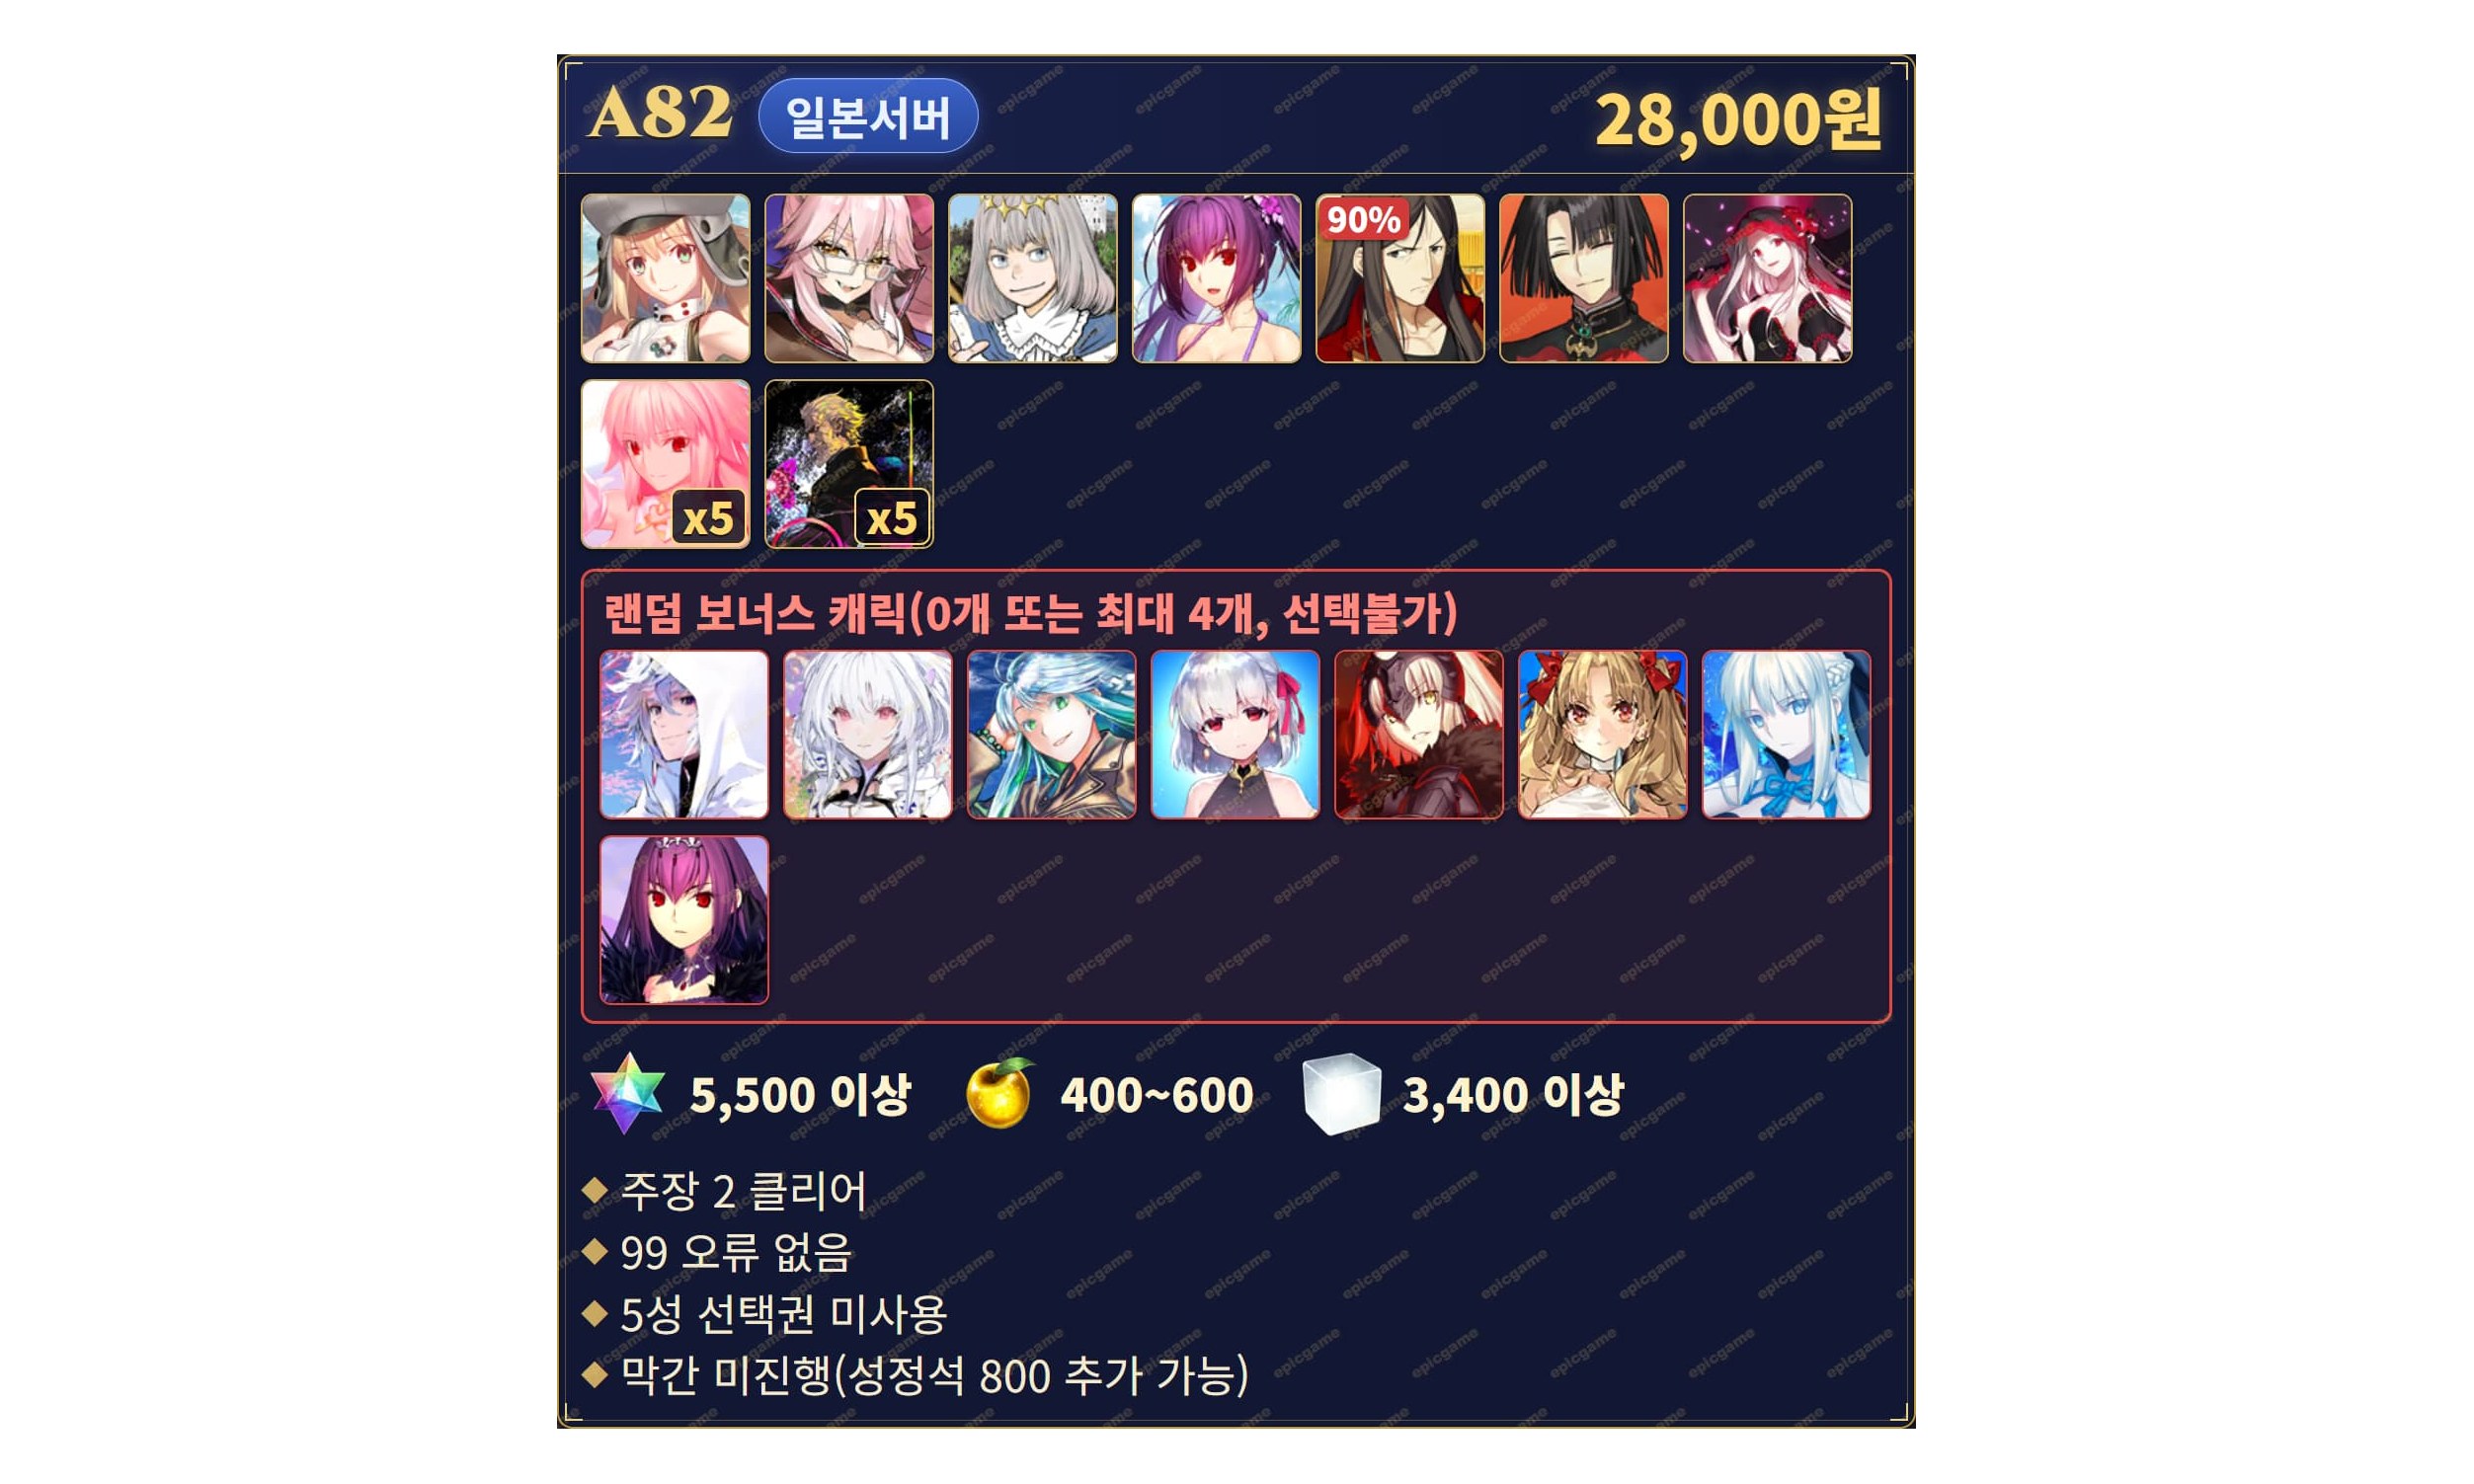 A82 일본서버 28,000원
90%
x5 x5
랜덤 보너스 캐릭(0개 또는 최대 4개, 선택불가)
5,500 이상 400~600 3,400 이상
◆ 주장 2 클리어
◆ 99 오류 없음
◆ 5성 선택권 미사용
◆ 막간 미진행(성정석 800 추가 가능)
epicgame